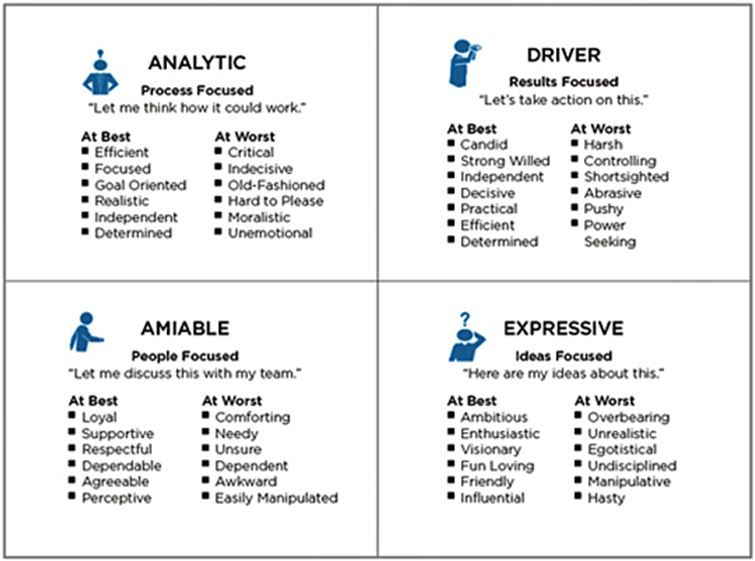 ANALYTIC
Process Focused
“Let me think how it could work.”
At Best
■ Efficient
■ Focused
■ Goal Oriented
■ Realistic
■ Independent
■ Determined
At Worst
■ Critical
■ Indecisive
■ Old-Fashioned
■ Hard to Please
■ Moralistic
■ Unemotional
DRIVER
Results Focused
“Let’s take action on this.”
At Best
■ Candid
■ Strong Willed
■ Independent
■ Decisive
■ Practical
■ Efficient
■ Determined
At Worst
■ Harsh
■ Controlling
■ Shortsighted
■ Abrasive
■ Pushy
■ Power
Seeking
AMIABLE
People Focused
“Let me discuss this with my team.”
At Best
■ Loyal
■ Supportive
■ Respectful
■ Dependable
■ Agreeable
■ Perceptive
At Worst
■ Comforting
■ Needy
■ Unsure
■ Dependent
■ Awkward
■ Easily Manipulated
?
EXPRESSIVE
Ideas Focused
“Here are my ideas about this.”
At Best
■ Ambitious
■ Enthusiastic
■ Visionary
■ Fun Loving
■ Friendly
■ Influential
At Worst
■ Overbearing
■ Unrealistic
■ Egotistical
■ Undisciplined
■ Manipulative
■ Hasty